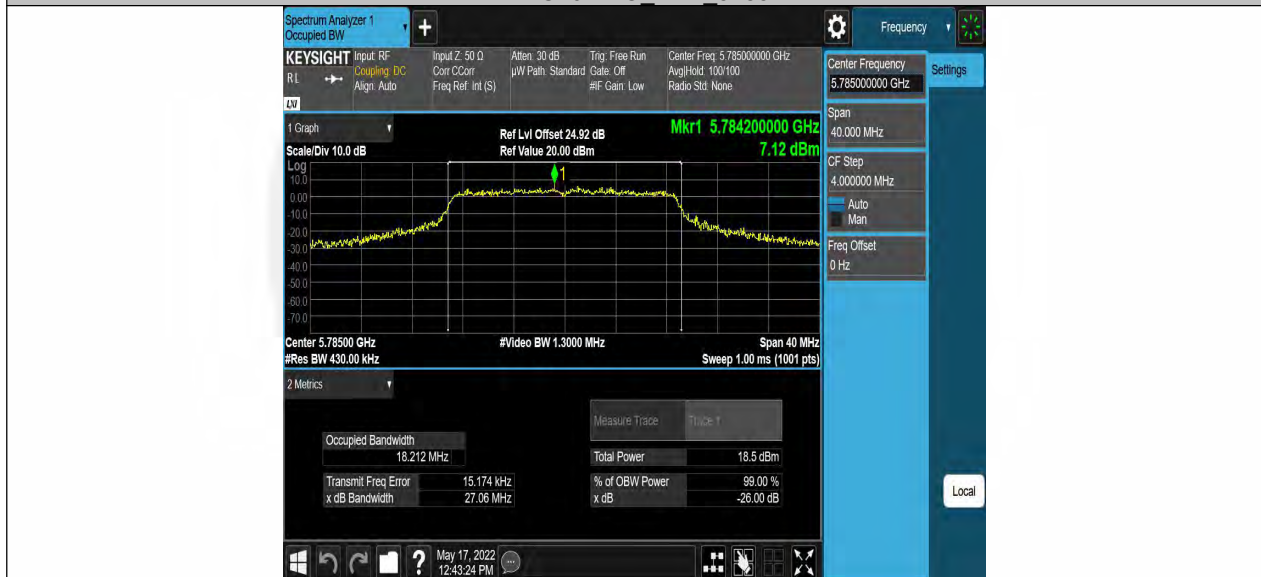 Spectrum Analyzer 1
Occupied BW
+
Frequency
KEYSIGHT
Input: RF
Coupling: DC
Align: Auto
Input Z: 50 Ω
Corr CCorr
Freq Ref: Int (S)
Atten: 30 dB
µW Path: Standard
Trig: Free Run
Gate: Off
#IF Gain: Low
Center Freq: 5.785000000 GHz
Avg|Hold: 100/100
Radio Std: None
RL
LXI
Center Frequency
5.785000000 GHz
Settings
Span
40.000 MHz
CF Step
4.000000 MHz
Auto
Man
Freq Offset
0 Hz
Local
1 Graph
Scale/Div 10.0 dB
Ref Lvl Offset 24.92 dB
Ref Value 20.00 dBm
Mkr1 5.784200000 GHz
7.12 dBm
Log
10.0
0.00
-10.0
-20.0
-30.0
-40.0
-50.0
-60.0
-70.0
1
Center 5.78500 GHz
#Video BW 1.3000 MHz
Span 40 MHz
#Res BW 430.00 kHz
Sweep 1.00 ms (1001 pts)
2 Metrics
Measure Trace
Trace 1
Occupied Bandwidth
18.212 MHz
Total Power
18.5 dBm
Transmit Freq Error
15.174 kHz
% of OBW Power
99.00 %
x dB Bandwidth
27.06 MHz
x dB
-26.00 dB
?
May 17, 2022
12:43:24 PM